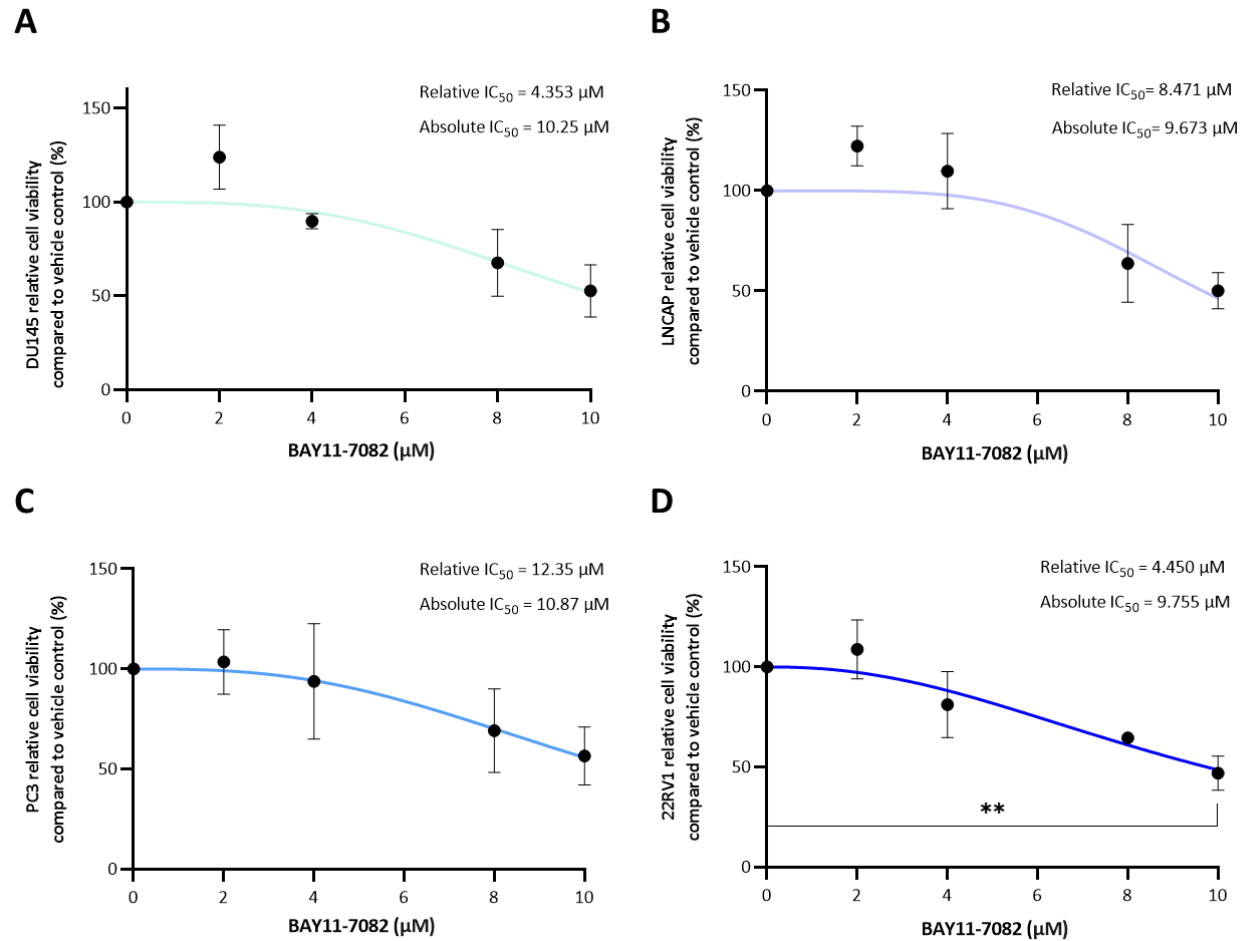 A
Relative IC50 = 4.353 µM
Absolute IC50 = 10.25 µM
DU145 relative cell viability
compared to vehicle control (%)
150
100
50
0
0 2 4 6 8 10
BAY11-7082 (µM)
B
Relative IC50= 8.471 µM
Absolute IC50= 9.673 µM
LNCAP relative cell viability
compared to vehicle control (%)
150
100
50
0
0 2 4 6 8 10
BAY11-7082 (µM)
C
Relative IC50 = 12.35 µM
Absolute IC50 = 10.87 µM
PC3 relative cell viability
compared to vehicle control (%)
150
100
50
0
0 2 4 6 8 10
BAY11-7082 (µM)
D
Relative IC50 = 4.450 µM
Absolute IC50 = 9.755 µM
22RV1 relative cell viability
compared to vehicle control (%)
150
100
50
0
**
0 2 4 6 8 10
BAY11-7082 (µM)